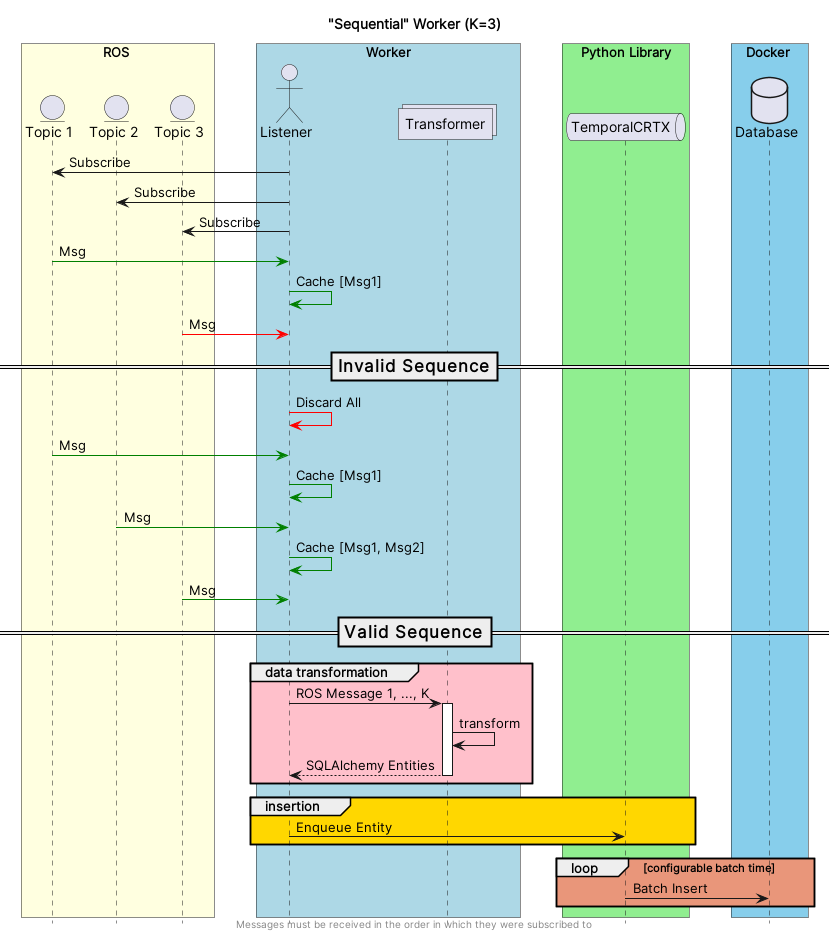 "Sequential" Worker (K=3)
ROS
Worker
Python Library
Docker
Topic 1
Topic 2
Topic 3
Listener
Transformer
TemporalCRTX
Database
Subscribe
Subscribe
Subscribe
Msg
Cache [Msg1]
Msg
Invalid Sequence
Discard All
Msg
Cache [Msg1]
Msg
Cache [Msg1, Msg2]
Msg
Valid Sequence
data transformation
ROS Message 1, ..., K
transform
SQLAlchemy Entities
insertion
Enqueue Entity
loop
[configurable batch time]
Batch Insert
Messages must be received in the order in which they were subscribed to